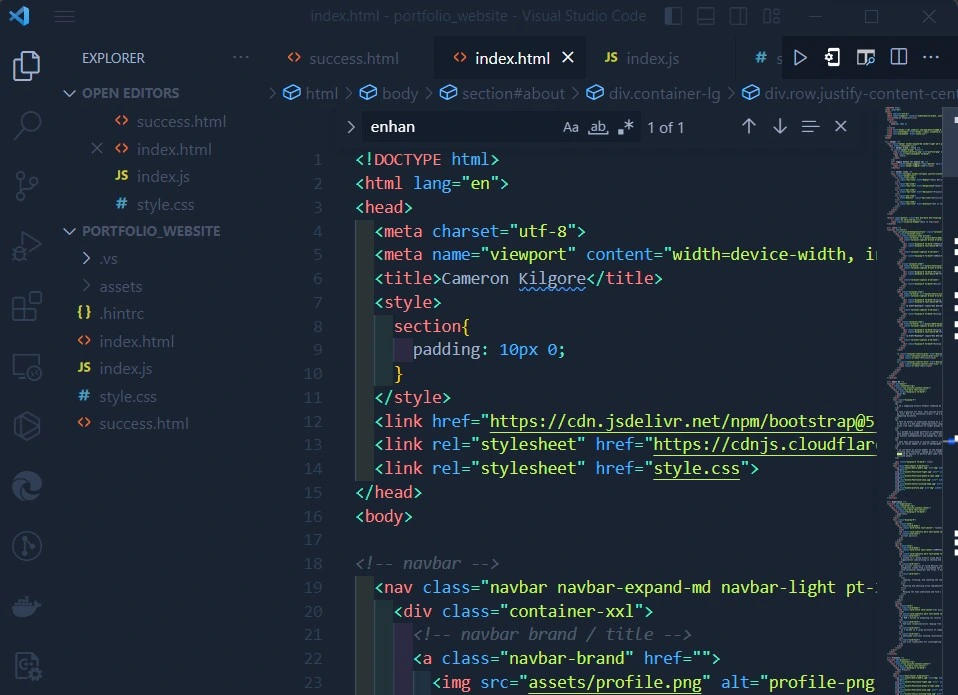 index.html - portfolio_website - Visual Studio Code
EXPLORER
success.html
index.html
JS index.js
# s
OPEN EDITORS
html
body
section#about
div.container-lg
div.row.justify-content-cent
success.html
index.html
JS index.js
# style.css
PORTFOLIO_WEBSITE
.vs
assets
{} .hintrc
index.html
JS index.js
# style.css
success.html
enhan
Aa ab .* 1 of 1
1 <!DOCTYPE html>
2 <html lang="en">
3 <head>
4 <meta charset="utf-8">
5 <meta name="viewport" content="width=device-width, in
6 <title>Cameron Kilgore</title>
7 <style>
8 section{
9 padding: 10px 0;
10 }
11 </style>
12 <link href="https://cdn.jsdelivr.net/npm/bootstrap@5
13 <link rel="stylesheet" href="https://cdnjs.cloudflar
14 <link rel="stylesheet" href="style.css">
15 </head>
16 <body>
17
18 <!-- navbar -->
19 <nav class="navbar navbar-expand-md navbar-light pt-
20 <div class="container-xxl">
21 <!-- navbar brand / title -->
22 <a class="navbar-brand" href="">
23 <img src="assets/profile.png" alt="profile-png